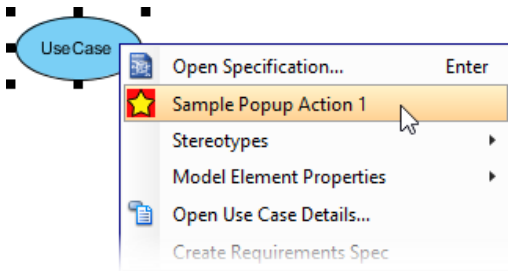 UseCase
Open Specification... Enter
Sample Popup Action 1
Stereotypes
Model Element Properties
Open Use Case Details...
Create Requirements Spec